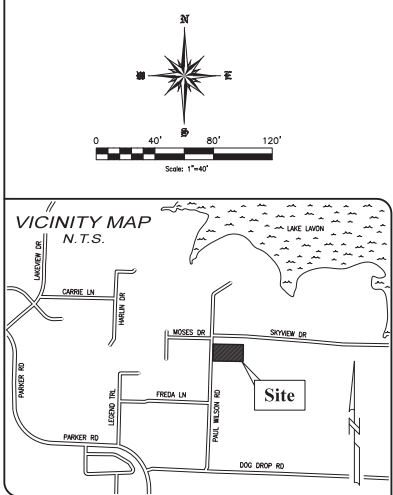 N
W E
S
0 40' 80' 120'
Scale: 1"=40'
VICINITY MAP
N.T.S.
LAKE LAVON
LAKEVIEW DR
CARRIE LN
HARLIN DR
MOSES DR
SKYVIEW DR
PARKER RD
LEGEND TRL
FREDA LN
PAUL WILSON RD
Site
PARKER RD
DOG DROP RD
N